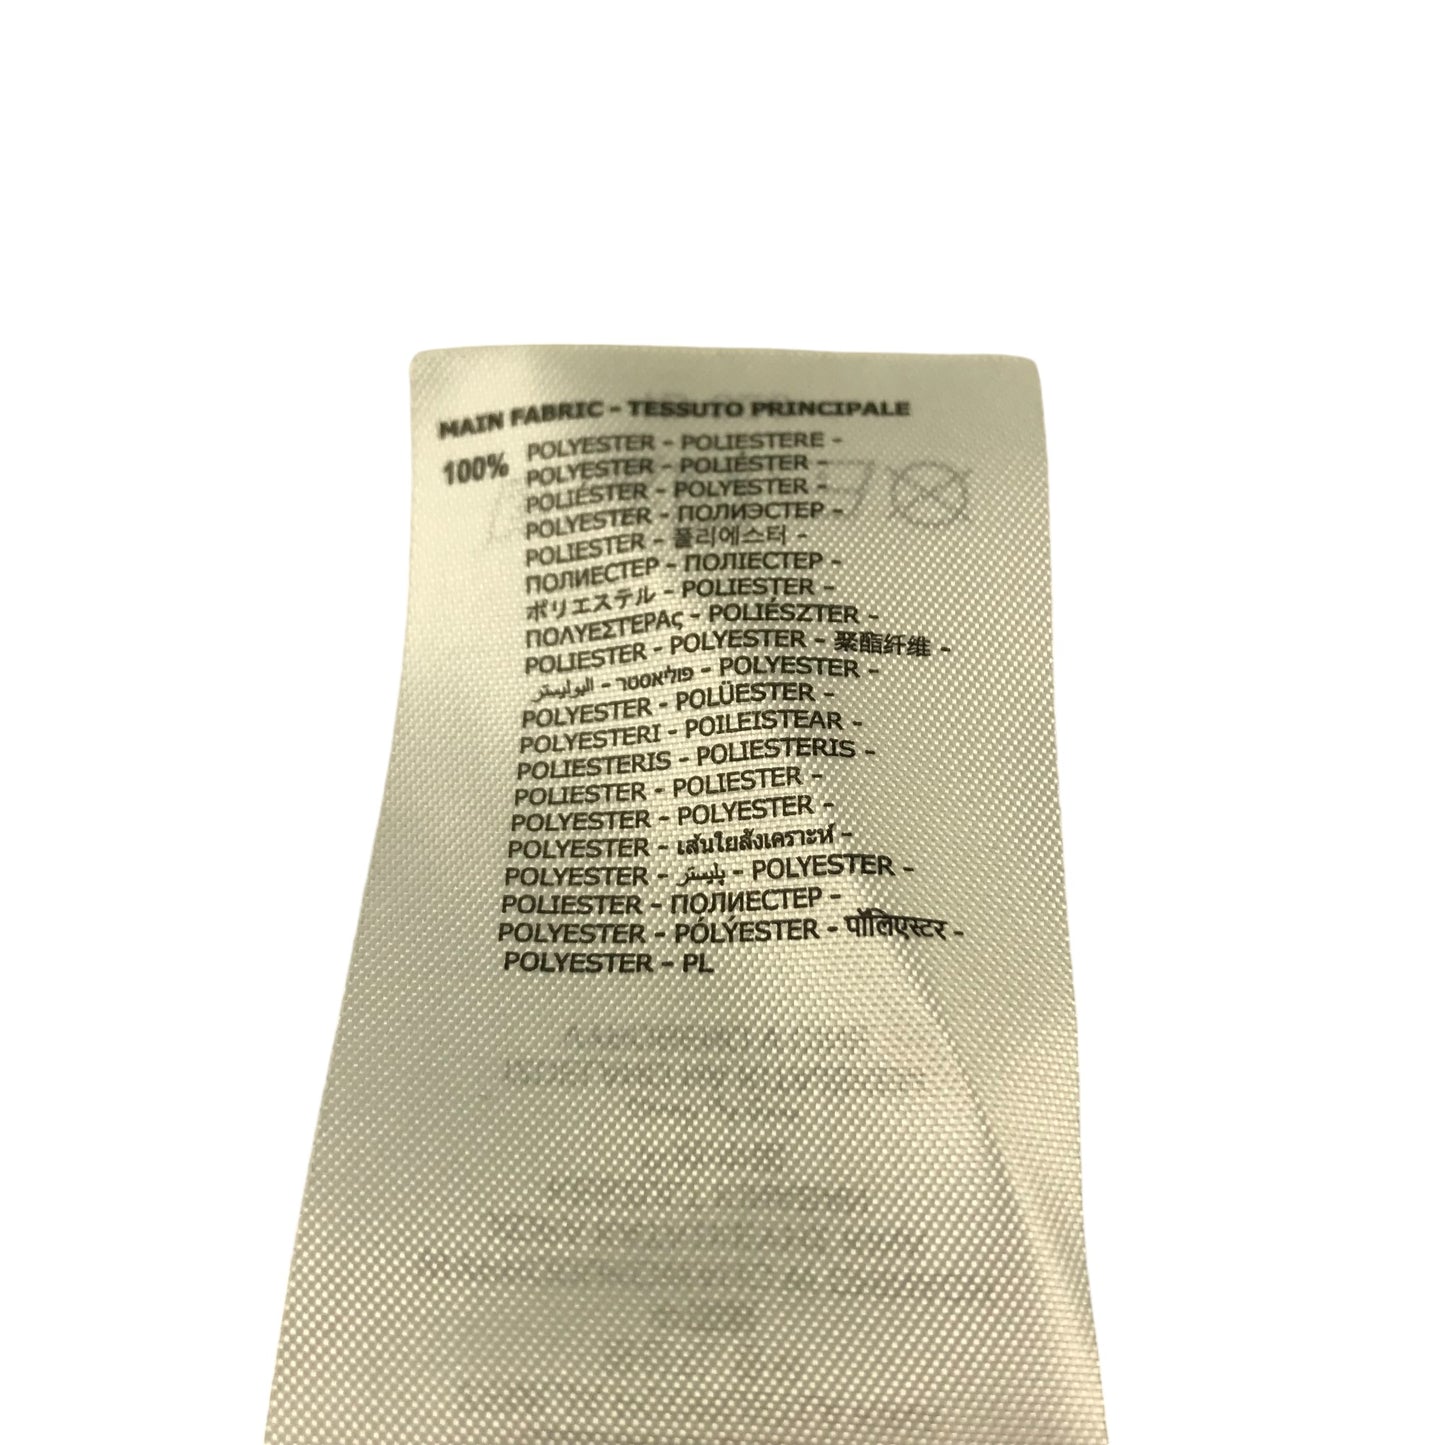 MAIN FABRIC - TESSUTO PRINCIPALE
100% POLYESTER - POLIESTERE -
POLYESTER - POLIÉSTER -
POLIÉSTER - POLYESTER -
POLYESTER - ПОЛИЭСТЕР -
POLIESTER - 폴리에스터 -
ПОЛИЕСТЕР - ПОЛІЕСТЕР -
ポリエステル - POLIESTER -
ΠΟΛΥΕΣΤΕΡΑς - POLIÉSZTER -
POLIESTER - POLYESTER - 聚酯纤维 -
البوليستر - פוליאסטר - POLYESTER -
POLYESTER - POLÜESTER -
POLYESTERI - POILEISTEAR -
POLIESTERIS - POLIESTERIS -
POLIESTER - POLIESTER -
POLYESTER - POLYESTER -
POLYESTER - เส้นใยสังเคราะห์ -
POLYESTER - پلیستر - POLYESTER -
POLIESTER - ПОЛИЕСТЕР -
POLYESTER - PÓLÝESTER - पॉलिएस्टर -
POLYESTER - PL